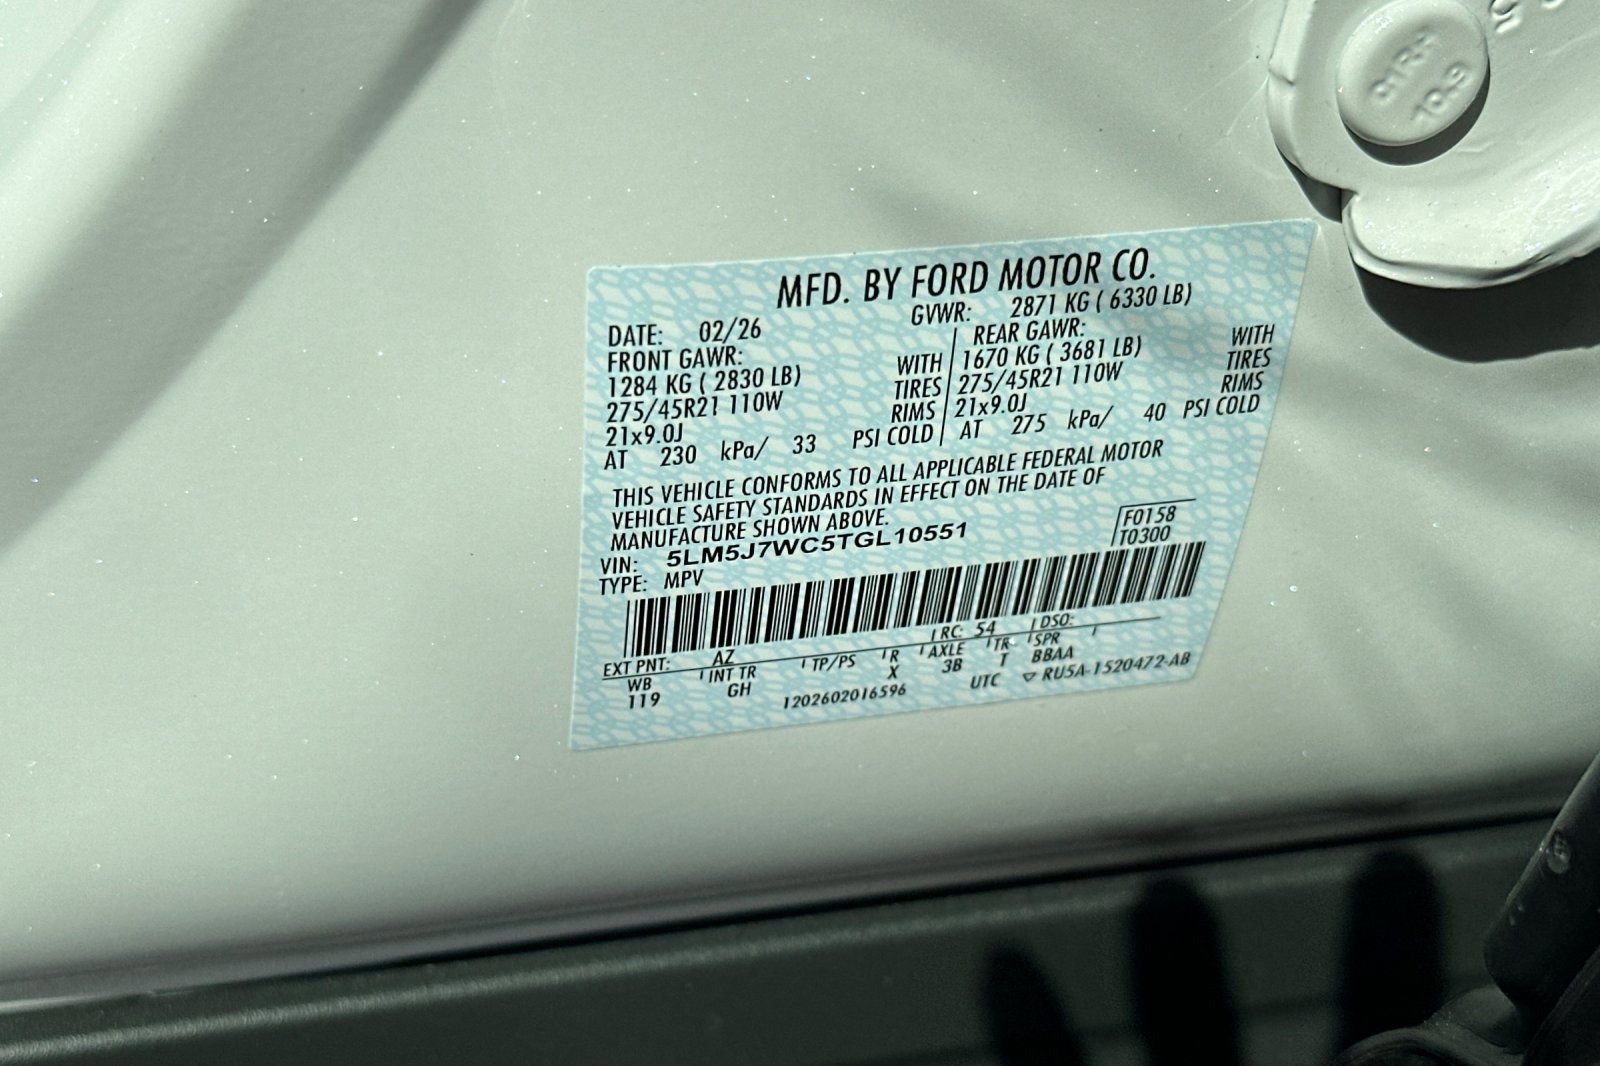 MFD. BY FORD MOTOR CO.
DATE: 02/26 GVWR: 2871 KG ( 6330 LB)
FRONT GAWR: REAR GAWR:
1284 KG ( 2830 LB) WITH 1670 KG ( 3681 LB) WITH
275/45R21 110W TIRES 275/45R21 110W TIRES
21x9.0J RIMS 21x9.0J RIMS
AT 230 kPa/ 33 PSI COLD AT 275 kPa/ 40 PSI COLD
THIS VEHICLE CONFORMS TO ALL APPLICABLE FEDERAL MOTOR
VEHICLE SAFETY STANDARDS IN EFFECT ON THE DATE OF
MANUFACTURE SHOWN ABOVE.
VIN: 5LM5J7WC5TGL10551 F0158
TYPE: MPV T0300
EXT PNT: AZ RC: 54 DSO:
WB INT TR TP/PS R AXLE TR SPR
119 GH X 3B T BBAA
1202602016596 UTC ▽ RU5A-1520472-AB
10.9